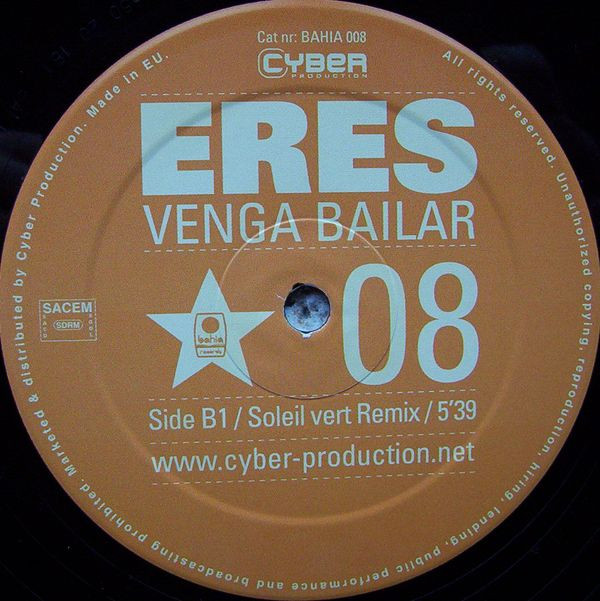 Cat nr: BAHIA 008
CYBER
PRODUCTION
ERES
VENGA BAILAR
08
bahia
records
SACEM
SACD
SDRM
SGDL
Side B1 / Soleil vert Remix / 5'39
www.cyber-production.net
Marketed & distributed by Cyber Production. Made in EU.
All rights reserved. Unauthorized copying, reproduction, hiring, lending, public performance and broadcasting prohibited.